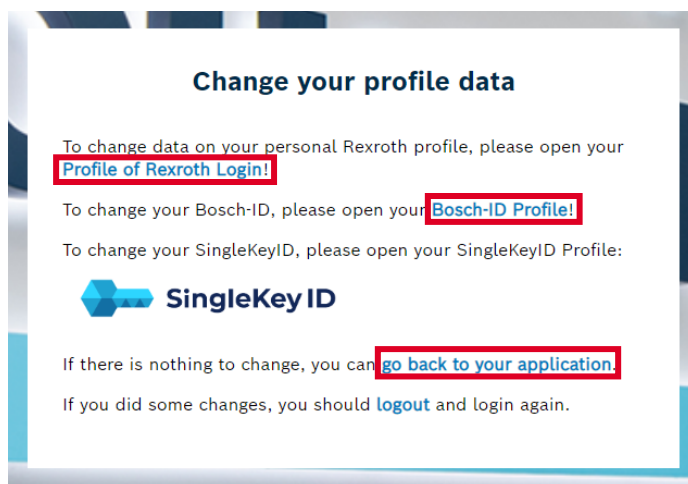 Change your profile data
To change data on your personal Rexroth profile, please open your
Profile of Rexroth Login!
To change your Bosch-ID, please open your Bosch-ID Profile!
To change your SingleKeyID, please open your SingleKeyID Profile:
SingleKey ID
If there is nothing to change, you can go back to your application.
If you did some changes, you should logout and login again.